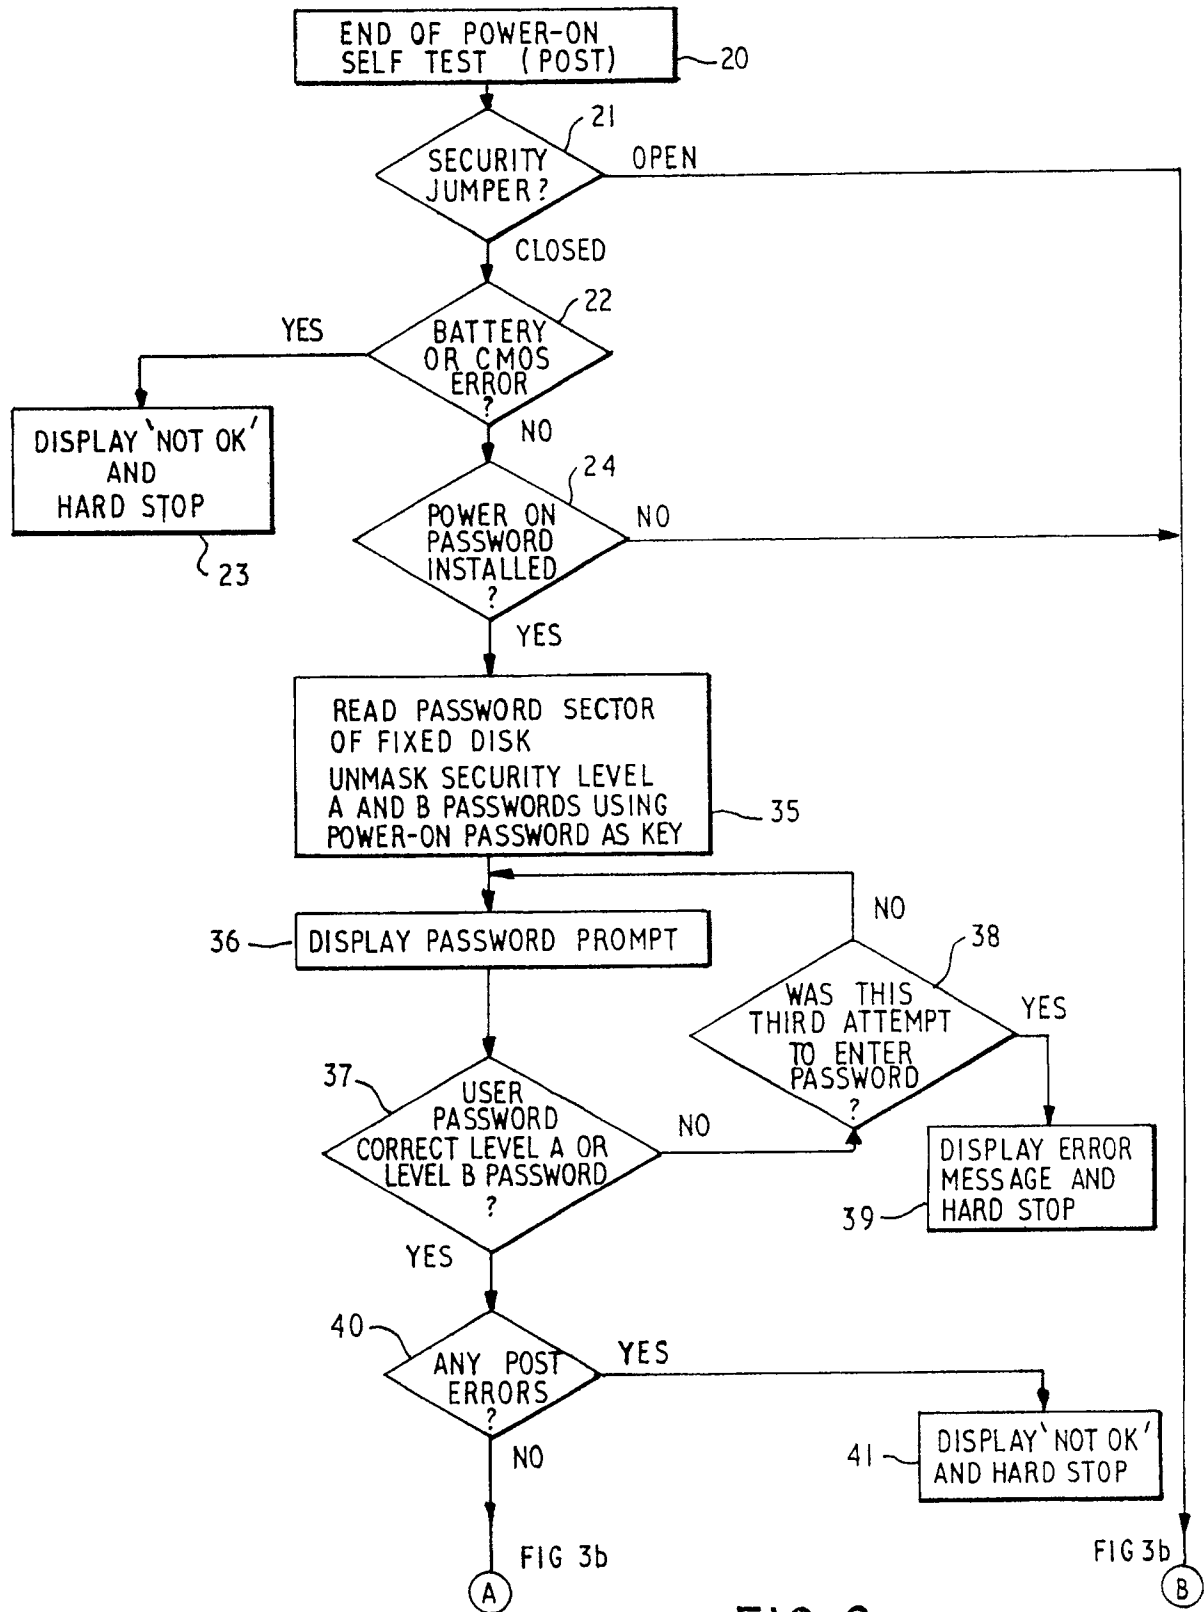 END OF POWER-ON
SELF TEST (POST)
20
21
SECURITY
JUMPER?
OPEN
CLOSED
22
YES
BATTERY
OR CMOS
ERROR
?
NO
DISPLAY 'NOT OK'
AND
HARD STOP
23
24
POWER ON
PASSWORD
INSTALLED
?
NO
YES
READ PASSWORD SECTOR
OF FIXED DISK
UNMASK SECURITY LEVEL
A AND B PASSWORDS USING
POWER-ON PASSWORD AS KEY
35
NO
36
DISPLAY PASSWORD PROMPT
38
WAS THIS
THIRD ATTEMPT
TO ENTER
PASSWORD
?
YES
37
USER
PASSWORD
CORRECT LEVEL A OR
LEVEL B PASSWORD
?
NO
DISPLAY ERROR
MESSAGE AND
HARD STOP
39
YES
40
ANY POST
ERRORS
?
YES
41
DISPLAY 'NOT OK'
AND HARD STOP
NO
FIG 3b
A
FIG 3b
B